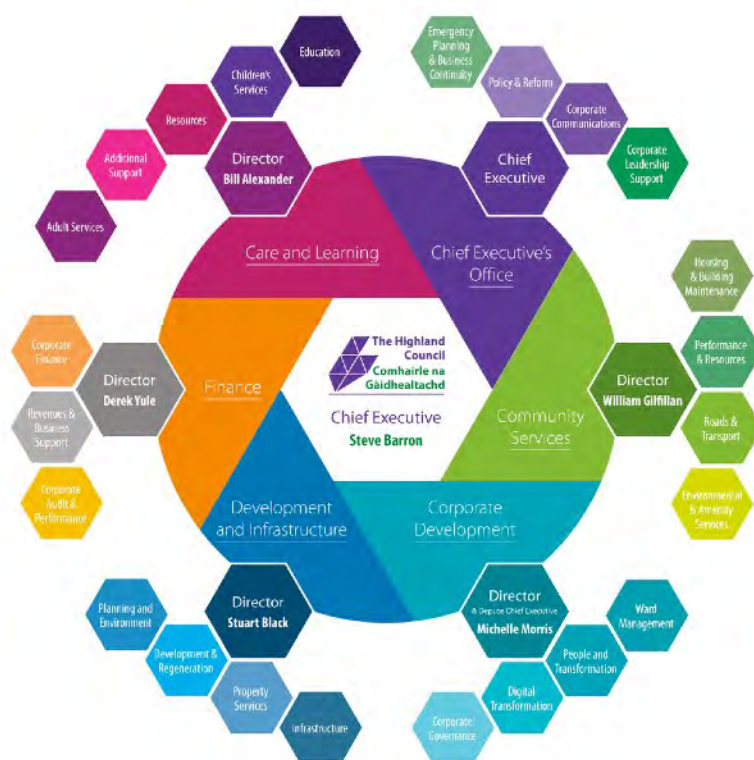 Education
Children's
Services
Resources
Additional
Support
Adult Services
Director
Bill Alexander
Care and Learning
Emergency
Planning
& Business
Continuity
Policy & Reform
Corporate
Communications
Corporate
Leadership
Support
Chief
Executive
Chief Executive's
Office
Housing
& Building
Maintenance
Performance
& Resources
Roads &
Transport
Environmental
& Amenity
Services
Director
William Gilfillan
Community
Services
The Highland
Council
Comhairle na
Gàidhealtachd
Chief Executive
Steve Barron
Corporate
Finance
Revenues &
Business
Support
Corporate
Audit &
Performance
Director
Derek Yule
Finance
Development
and Infrastructure
Director
Stuart Black
Planning and
Environment
Development &
Regeneration
Property
Services
Infrastructure
Corporate
Development
Director
& Depute Chief Executive
Michelle Morris
Ward
Management
People and
Transformation
Digital
Transformation
Corporate
Governance